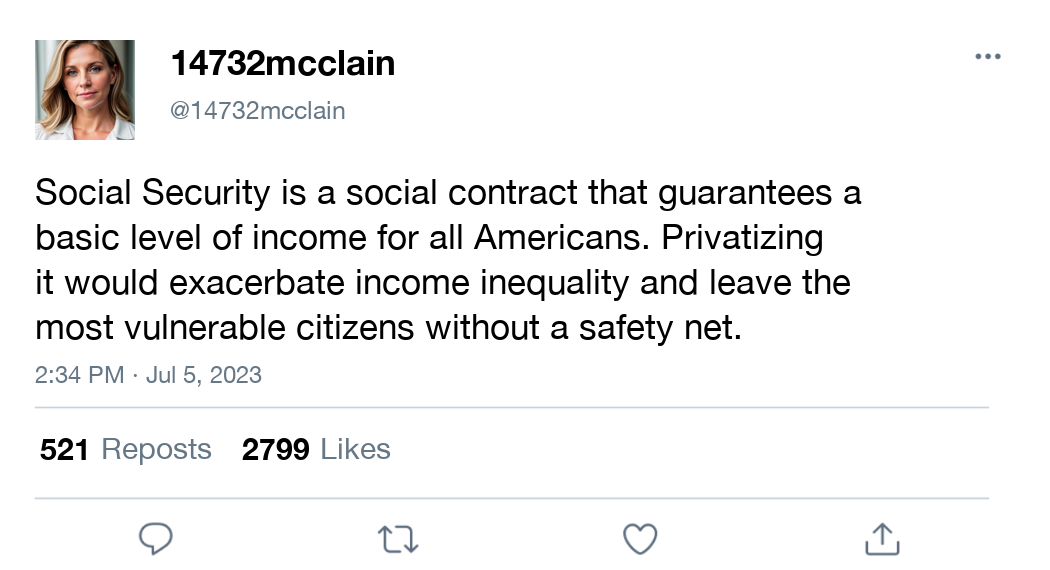 14732mcclain
@14732mcclain
Social Security is a social contract that guarantees a
basic level of income for all Americans. Privatizing
it would exacerbate income inequality and leave the
most vulnerable citizens without a safety net.
2:34 PM · Jul 5, 2023
521 Reposts 2799 Likes